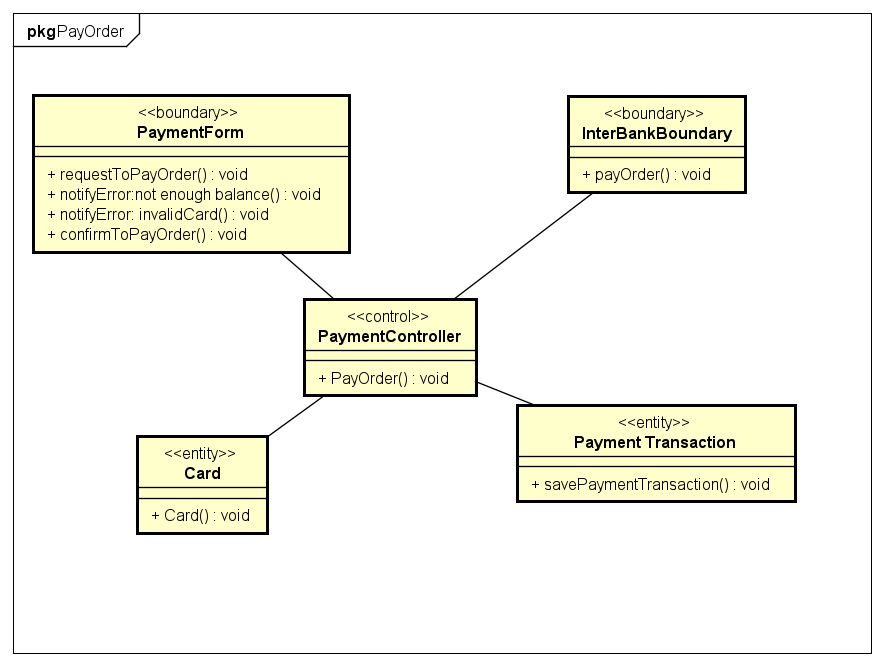 pkgPayOrder
<<boundary>>
PaymentForm
+ requestToPayOrder() : void
+ notifyError:not enough balance() : void
+ notifyError: invalidCard() : void
+ confirmToPayOrder() : void
<<boundary>>
InterBankBoundary
+ payOrder() : void
<<control>>
PaymentController
+ PayOrder() : void
<<entity>>
Card
+ Card() : void
<<entity>>
Payment Transaction
+ savePaymentTransaction() : void